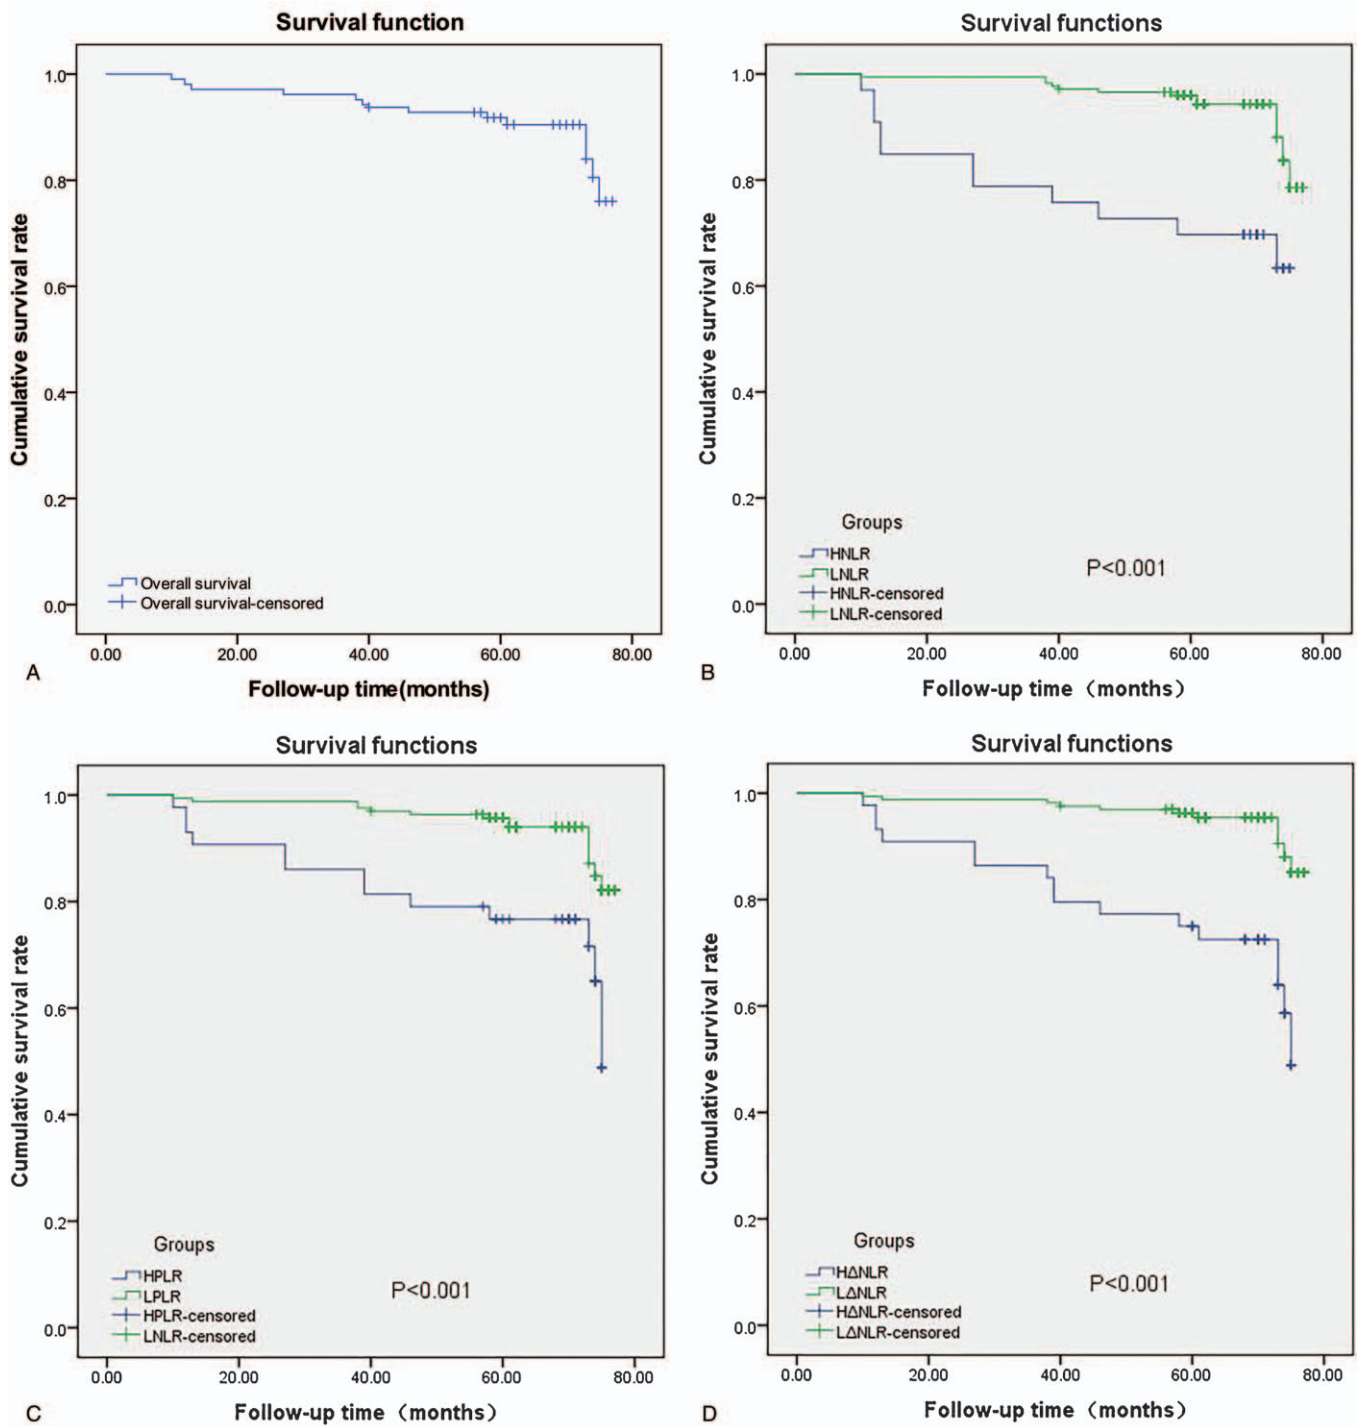 Survival function
Cumulative survival rate
1.0
0.8
0.6
0.4
0.2
0.0
Overall survival
Overall survival-censored
0.00 20.00 40.00 60.00 80.00
A
Follow-up time(months)
Survival functions
Cumulative survival rate
1.0
0.8
0.6
0.4
0.2
0.0
Groups
HNLR
LNLR
HNLR-censored
LNLR-censored
P<0.001
0.00 20.00 40.00 60.00 80.00
B
Follow-up time（months）
Survival functions
Cumulative survival rate
1.0
0.8
0.6
0.4
0.2
0.0
Groups
HPLR
LPLR
HPLR-censored
LNLR-censored
P<0.001
0.00 20.00 40.00 60.00 80.00
C
Follow-up time（months）
Survival functions
Cumulative survival rate
1.0
0.8
0.6
0.4
0.2
0.0
Groups
HΔNLR
LΔNLR
HΔNLR-censored
LΔNLR-censored
P<0.001
0.00 20.00 40.00 60.00 80.00
D
Follow-up time（months）